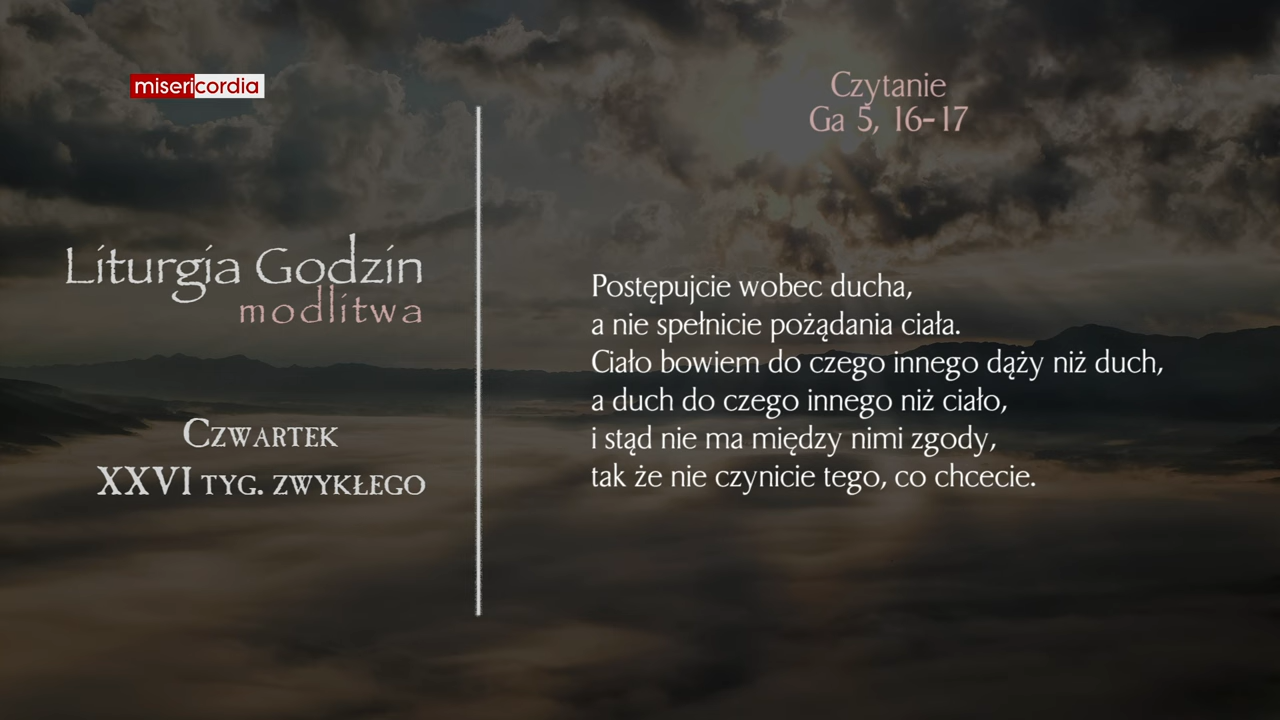 misericordia
Liturgia Godzin
modlitwa
Czwartek
XXVI tyg. zwykłego
Czytanie
Ga 5, 16-17
Postępujcie wobec ducha,
a nie spełnicie pożądania ciała.
Ciało bowiem do czego innego dąży niż duch,
a duch do czego innego niż ciało,
i stąd nie ma między nimi zgody,
tak że nie czynicie tego, co chcecie.